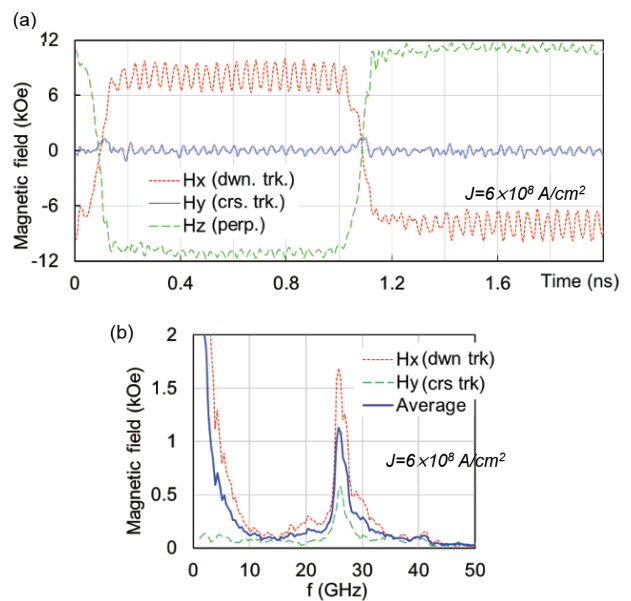 (a)
12
6
0
-6
-12
Magnetic field (kOe)
Hx (dwn. trk.)
Hy (crs. trk.)
Hz (perp.)
J=6×10⁸ A/cm²
0
0.4
0.8
1.2
1.6
Time (ns)
(b)
2
1.5
1
0.5
0
Magnetic field (kOe)
Hx (dwn trk)
Hy (crs trk)
Average
J=6×10⁸ A/cm²
0
10
20
30
40
50
f (GHz)